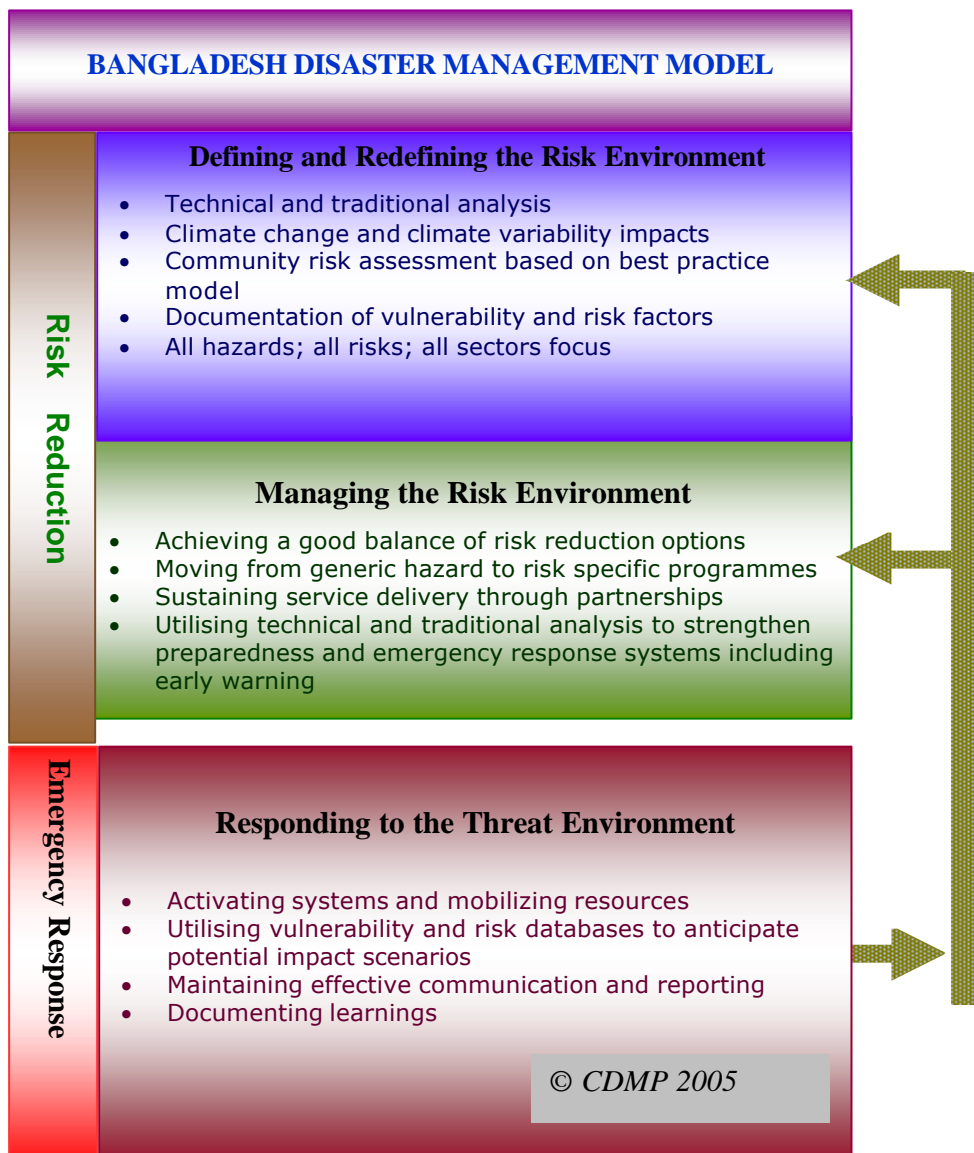 BANGLADESH DISASTER MANAGEMENT MODEL
Risk Reduction
Defining and Redefining the Risk Environment
• Technical and traditional analysis
• Climate change and climate variability impacts
• Community risk assessment based on best practice
model
• Documentation of vulnerability and risk factors
• All hazards; all risks; all sectors focus
Managing the Risk Environment
• Achieving a good balance of risk reduction options
• Moving from generic hazard to risk specific programmes
• Sustaining service delivery through partnerships
• Utilising technical and traditional analysis to strengthen
preparedness and emergency response systems including
early warning
Emergency Response
Responding to the Threat Environment
• Activating systems and mobilizing resources
• Utilising vulnerability and risk databases to anticipate
potential impact scenarios
• Maintaining effective communication and reporting
• Documenting learnings
© CDMP 2005